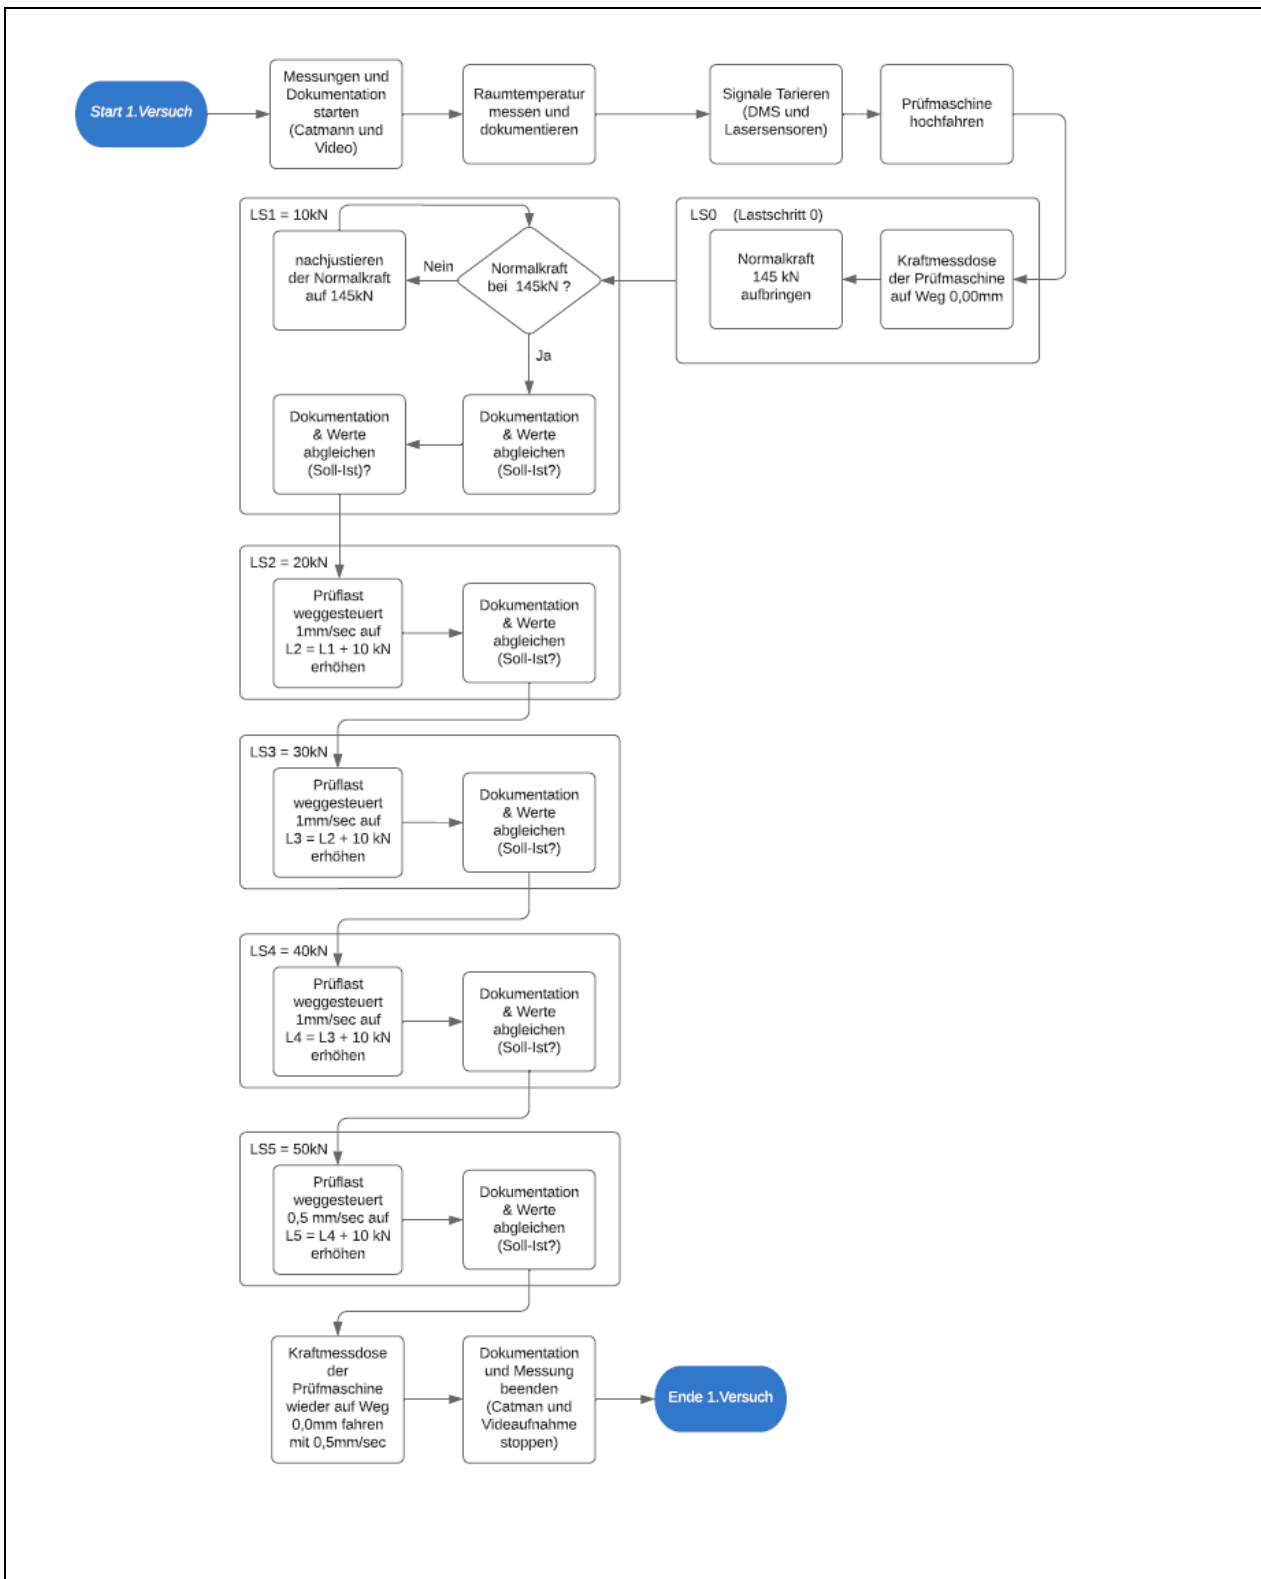 Start 1.Versuch
Messungen und
Dokumentation
starten
(Catmann und
Video)
Raumtemperatur
messen und
dokumentieren
Signale Tarieren
(DMS und
Lasersensoren)
Prüfmaschine
hochfahren
LS0 (Lastschritt 0)
Kraftmessdose
der Prüfmaschine
auf Weg 0,00mm
Normalkraft
145 kN
aufbringen
LS1 = 10kN
Normalkraft
bei 145kN ?
Nein
nachjustieren
der Normalkraft
auf 145kN
Ja
Dokumentation
& Werte
abgleichen
(Soll-Ist?)
Dokumentation
& Werte
abgleichen
(Soll-Ist)?
LS2 = 20kN
Prüflast
weggesteuert
1mm/sec auf
L2 = L1 + 10 kN
erhöhen
Dokumentation
& Werte
abgleichen
(Soll-Ist?)
LS3 = 30kN
Prüflast
weggesteuert
1mm/sec auf
L3 = L2 + 10 kN
erhöhen
Dokumentation
& Werte
abgleichen
(Soll-Ist?)
LS4 = 40kN
Prüflast
weggesteuert
1mm/sec auf
L4 = L3 + 10 kN
erhöhen
Dokumentation
& Werte
abgleichen
(Soll-Ist?)
LS5 = 50kN
Prüflast
weggesteuert
0,5 mm/sec auf
L5 = L4 + 10 kN
erhöhen
Dokumentation
& Werte
abgleichen
(Soll-Ist?)
Kraftmessdose
der
Prüfmaschine
wieder auf Weg
0,0mm fahren
mit 0,5mm/sec
Dokumentation
und Messung
beenden
(Catman und
Videaufnahme
stoppen)
Ende 1.Versuch